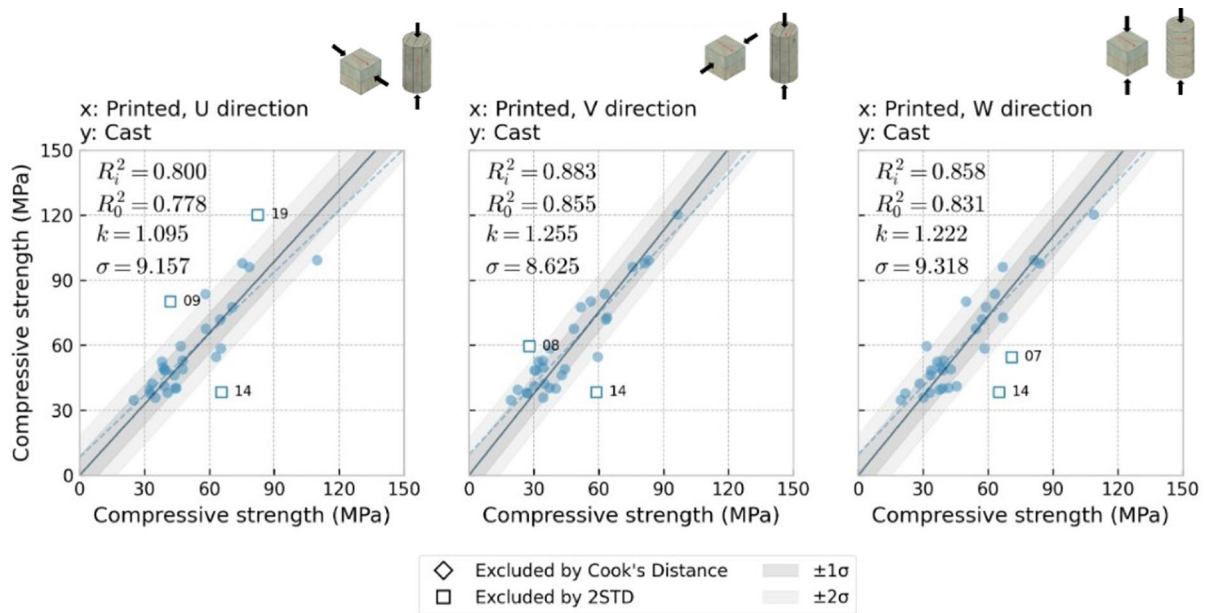 x: Printed, U direction
y: Cast
x: Printed, V direction
y: Cast
x: Printed, W direction
y: Cast
Compressive strength (MPa)
150
120
90
60
30
0
R_i^2 = 0.800
R_0^2 = 0.778
k = 1.095
σ = 9.157
19
09
14
0 30 60 90 120 150
Compressive strength (MPa)
R_i^2 = 0.883
R_0^2 = 0.855
k = 1.255
σ = 8.625
08
14
0 30 60 90 120 150
Compressive strength (MPa)
R_i^2 = 0.858
R_0^2 = 0.831
k = 1.222
σ = 9.318
07
14
0 30 60 90 120 150
Compressive strength (MPa)
Excluded by Cook's Distance ±1σ
Excluded by 2STD ±2σ